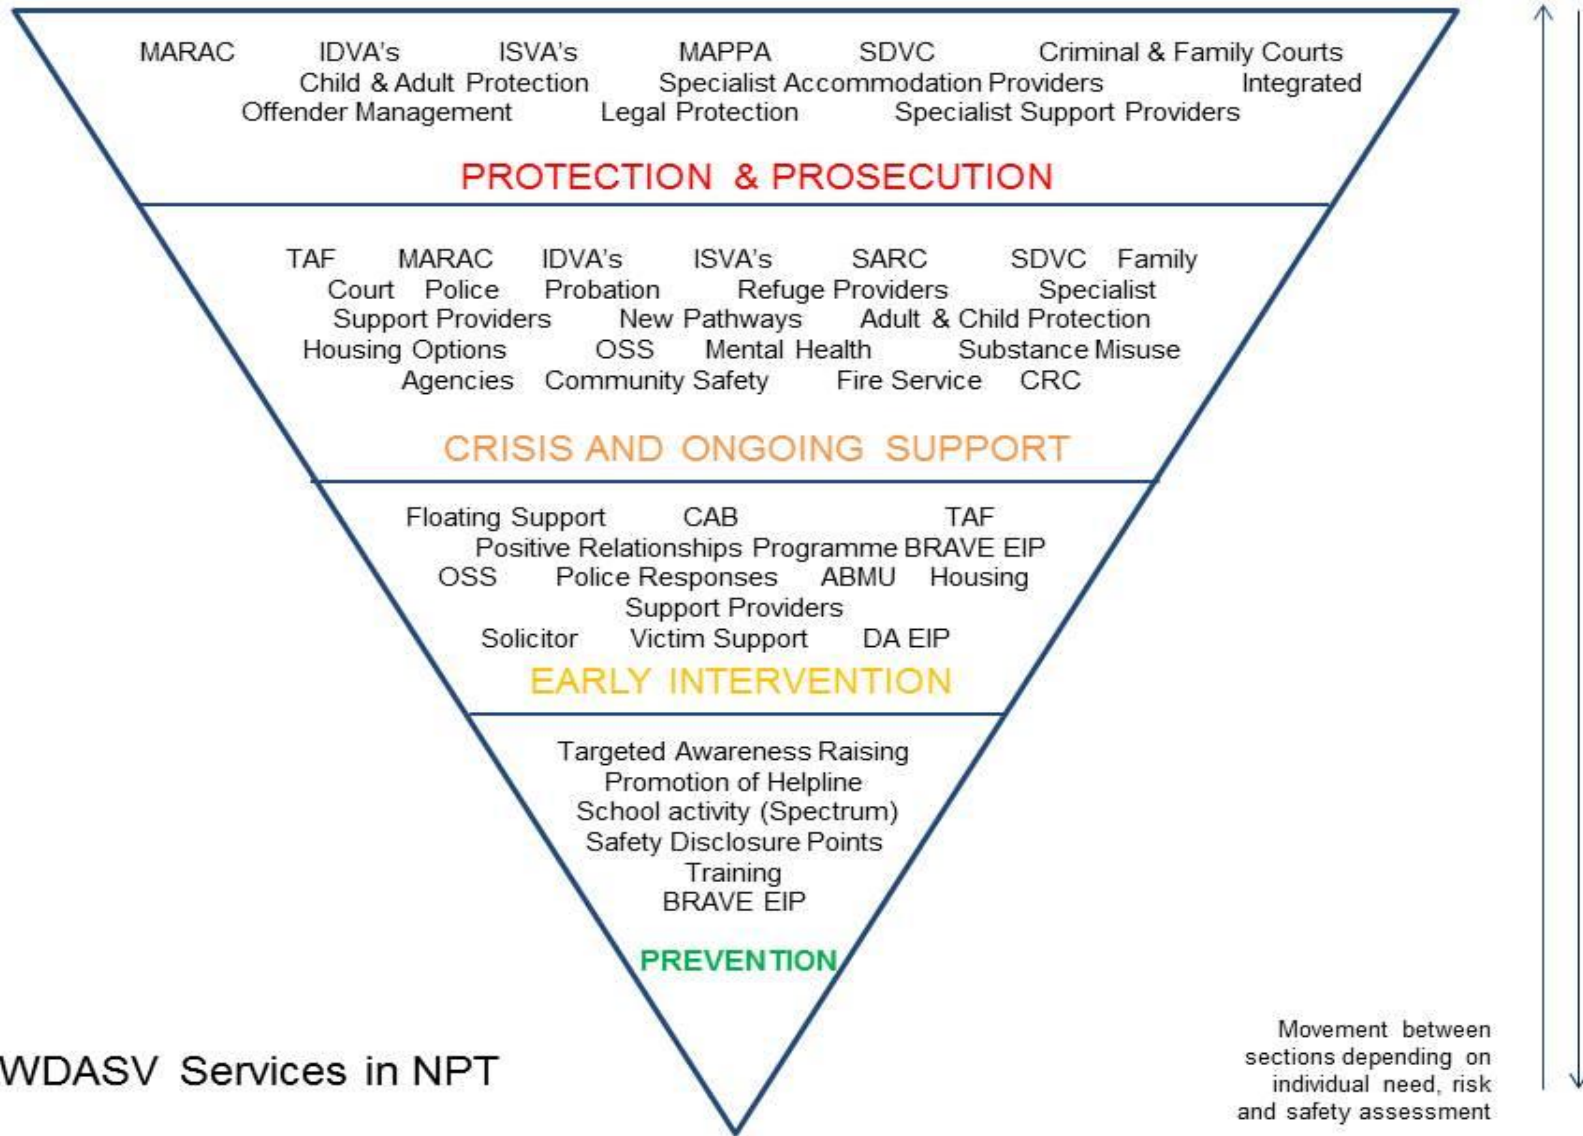 MARAC IDVA's ISVA's MAPPA SDVC Criminal & Family Courts
Child & Adult Protection Specialist Accommodation Providers Integrated
Offender Management Legal Protection Specialist Support Providers
PROTECTION & PROSECUTION
TAF MARAC IDVA's ISVA's SARC SDVC Family
Court Police Probation Refuge Providers Specialist
Support Providers New Pathways Adult & Child Protection
Housing Options OSS Mental Health Substance Misuse
Agencies Community Safety Fire Service CRC
CRISIS AND ONGOING SUPPORT
Floating Support CAB TAF
Positive Relationships Programme BRAVE EIP
OSS Police Responses ABMU Housing
Support Providers
Solicitor Victim Support DA EIP
EARLY INTERVENTION
Targeted Awareness Raising
Promotion of Helpline
School activity (Spectrum)
Safety Disclosure Points
Training
BRAVE EIP
PREVENTION
WDASV Services in NPT
Movement between
sections depending on
individual need, risk
and safety assessment